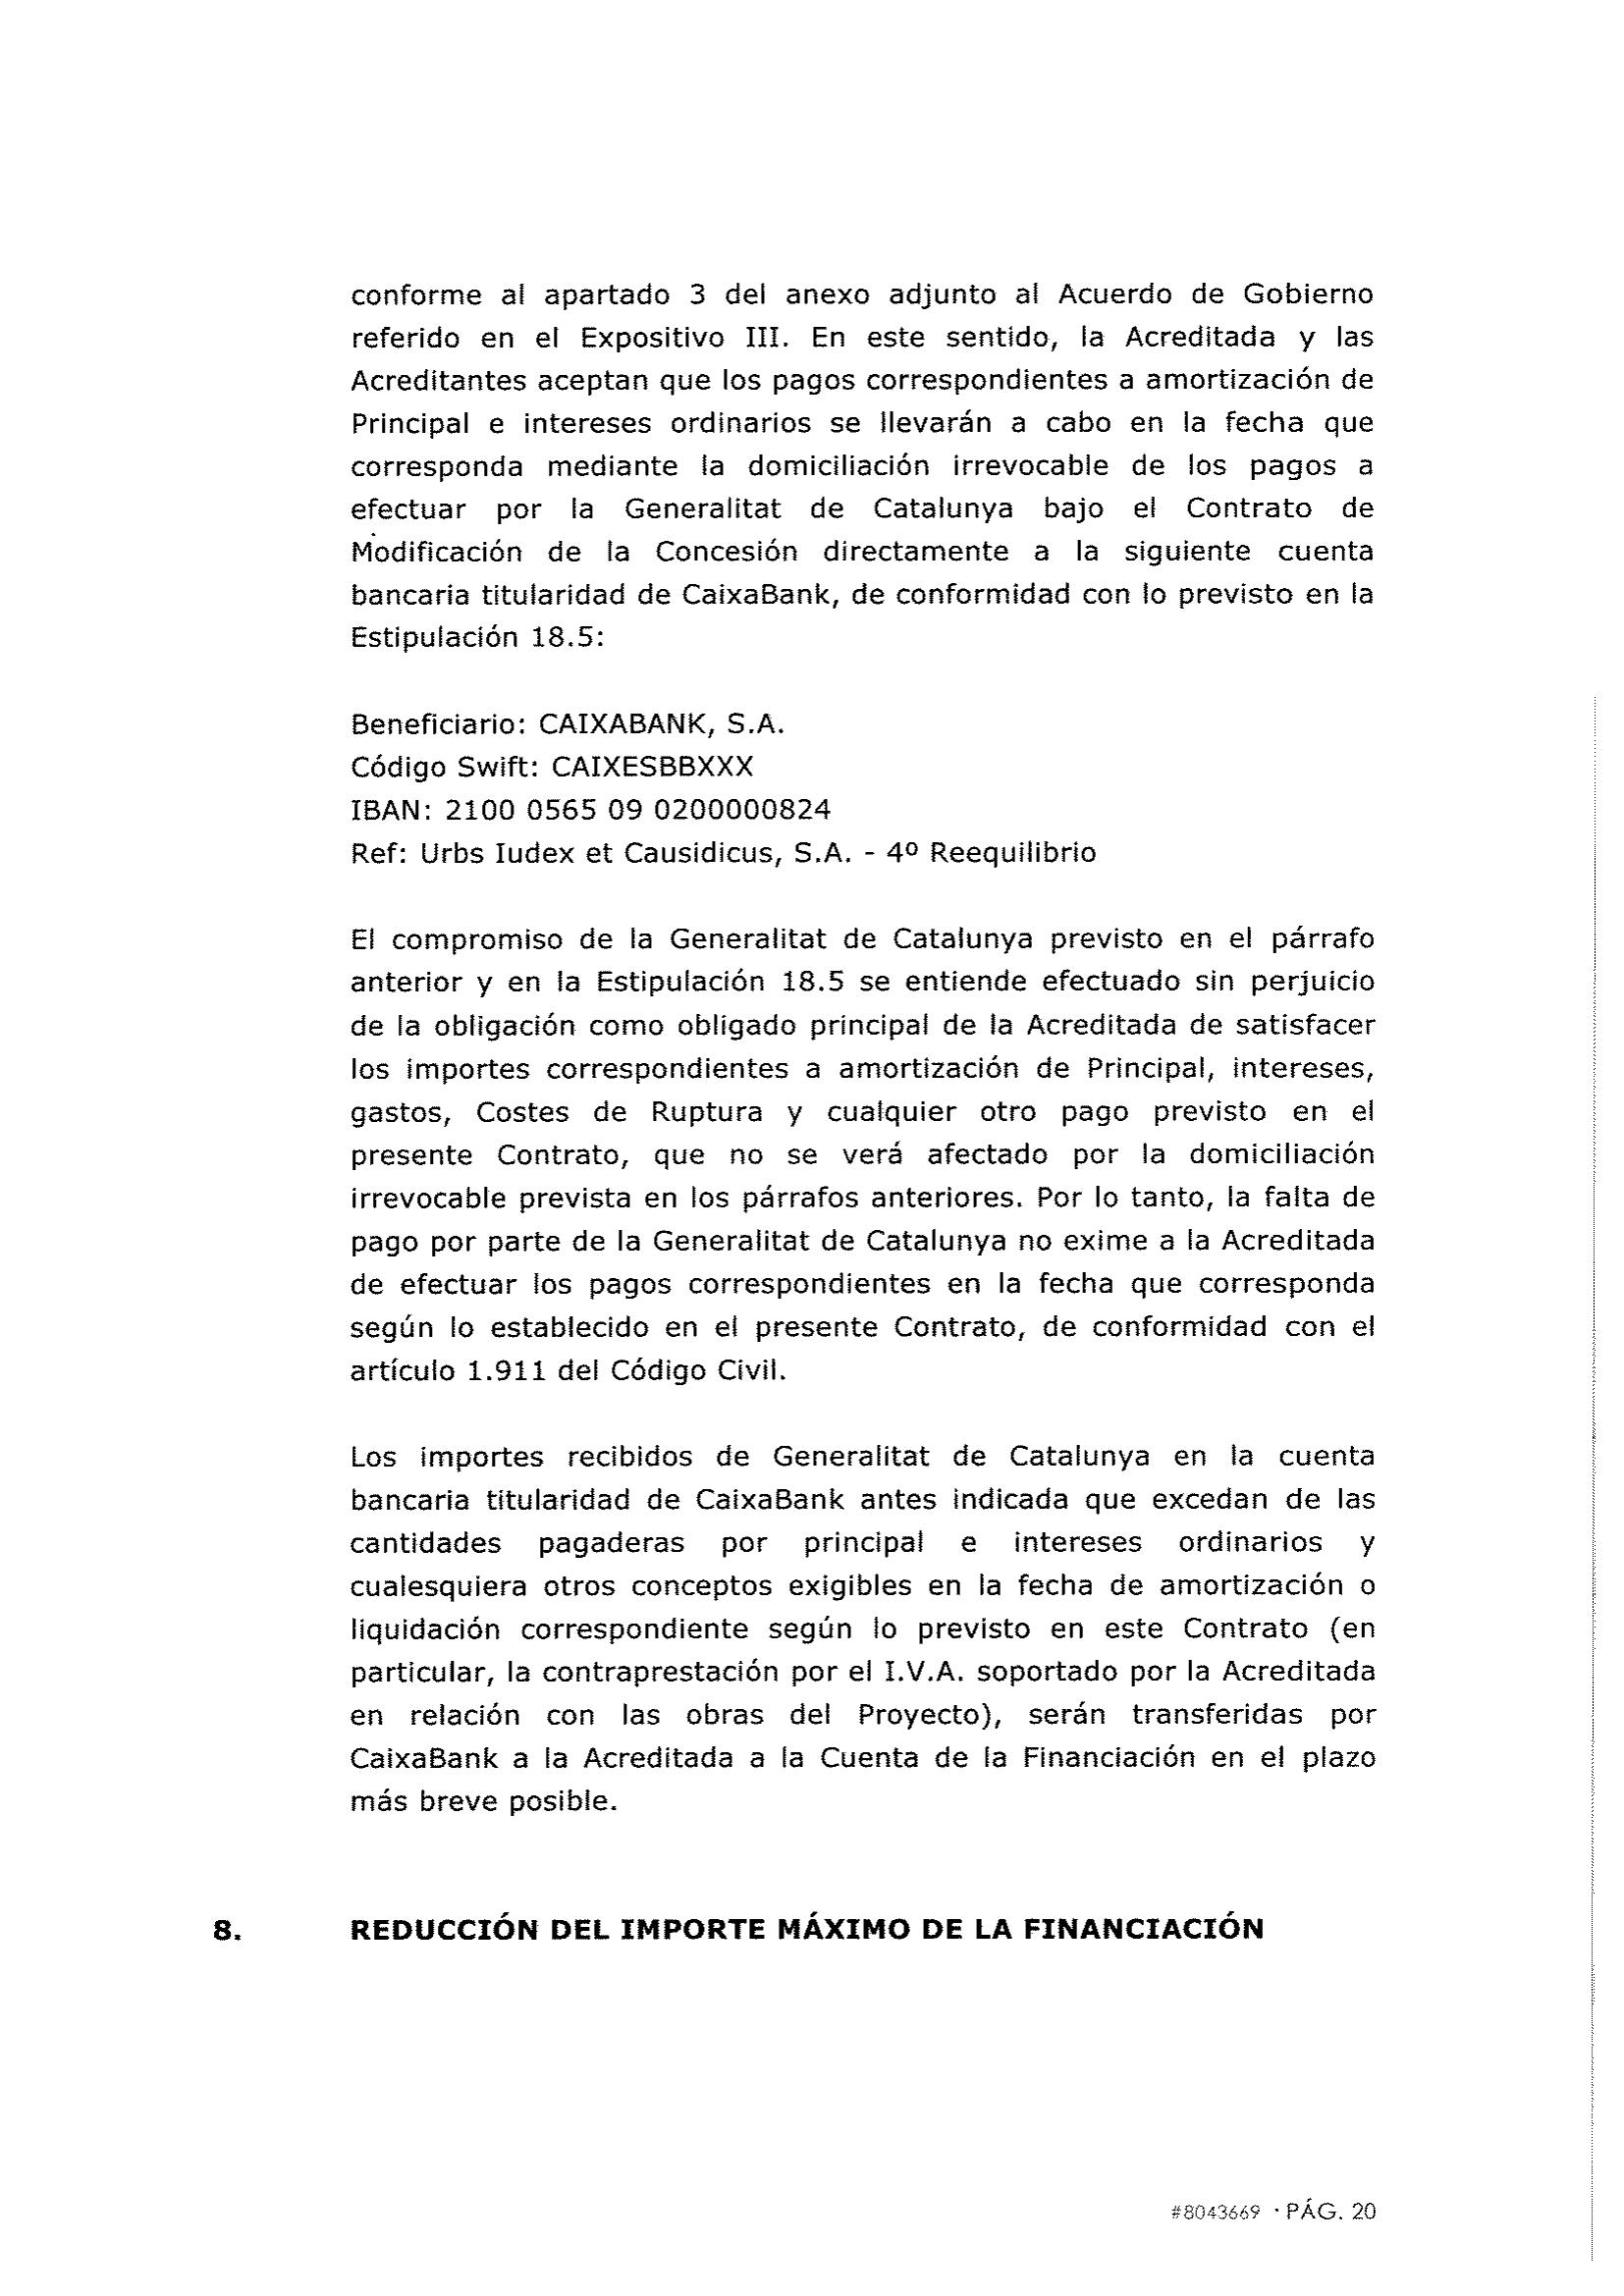 conforme al apartado 3 del anexo adjunto al Acuerdo de Gobierno
referido en el Expositivo III. En este sentido, la Acreditada y las
Acreditantes aceptan que los pagos correspondientes a amortización de
Principal e intereses ordinarios se llevarán a cabo en la fecha que
corresponda mediante la domiciliación irrevocable de los pagos a
efectuar por la Generalitat de Catalunya bajo el Contrato de
Modificación de la Concesión directamente a la siguiente cuenta
bancaria titularidad de CaixaBank, de conformidad con lo previsto en la
Estipulación 18.5:
Beneficiario: CAIXABANK, S.A.
Código Swift: CAIXESBBXXX
IBAN: 2100 0565 09 0200000824
Ref: Urbs Iudex et Causidicus, S.A. - 4º Reequilibrio
El compromiso de la Generalitat de Catalunya previsto en el párrafo
anterior y en la Estipulación 18.5 se entiende efectuado sin perjuicio
de la obligación como obligado principal de la Acreditada de satisfacer
los importes correspondientes a amortización de Principal, intereses,
gastos, Costes de Ruptura y cualquier otro pago previsto en el
presente Contrato, que no se verá afectado por la domiciliación
irrevocable prevista en los párrafos anteriores. Por lo tanto, la falta de
pago por parte de la Generalitat de Catalunya no exime a la Acreditada
de efectuar los pagos correspondientes en la fecha que corresponda
según lo establecido en el presente Contrato, de conformidad con el
artículo 1.911 del Código Civil.
Los importes recibidos de Generalitat de Catalunya en la cuenta
bancaria titularidad de CaixaBank antes indicada que excedan de las
cantidades pagaderas por principal e intereses ordinarios y
cualesquiera otros conceptos exigibles en la fecha de amortización o
liquidación correspondiente según lo previsto en este Contrato (en
particular, la contraprestación por el I.V.A. soportado por la Acreditada
en relación con las obras del Proyecto), serán transferidas por
CaixaBank a la Acreditada a la Cuenta de la Financiación en el plazo
más breve posible.
8. REDUCCIÓN DEL IMPORTE MÁXIMO DE LA FINANCIACIÓN
#8043669 · PÁG. 20